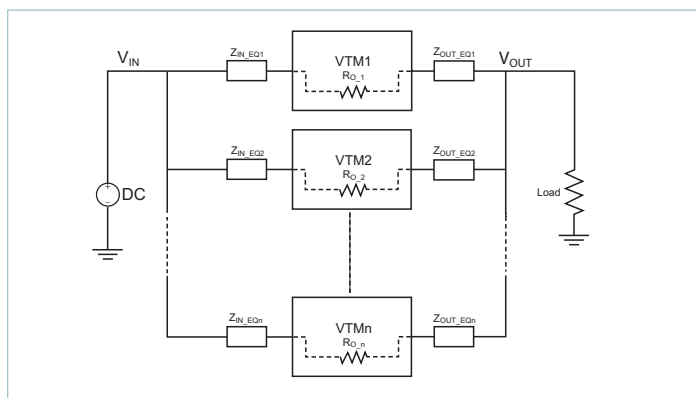 V_IN Z_IN_EQ1 VTM1 Z_OUT_EQ1 V_OUT
R_O_1
Z_IN_EQ2 VTM2 Z_OUT_EQ2
R_O_2
+ DC Load
–
Z_IN_EQn VTMn Z_OUT_EQn
R_O_n